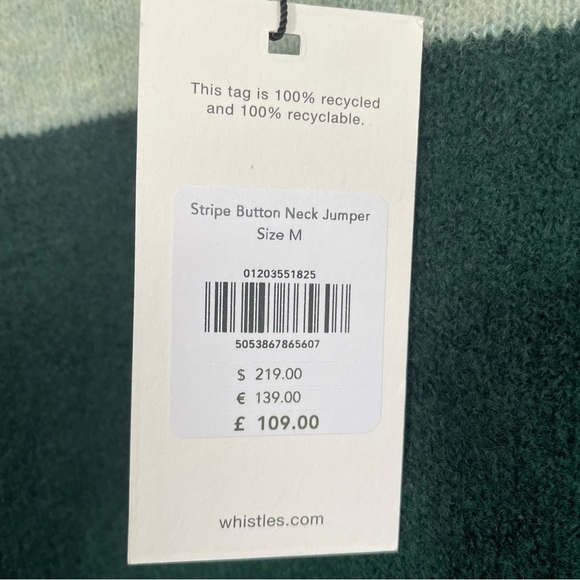 This tag is 100% recycled
and 100% recyclable.
Stripe Button Neck Jumper
Size M
01203551825
5053867865607
$ 219.00
€ 139.00
£ 109.00
whistles.com